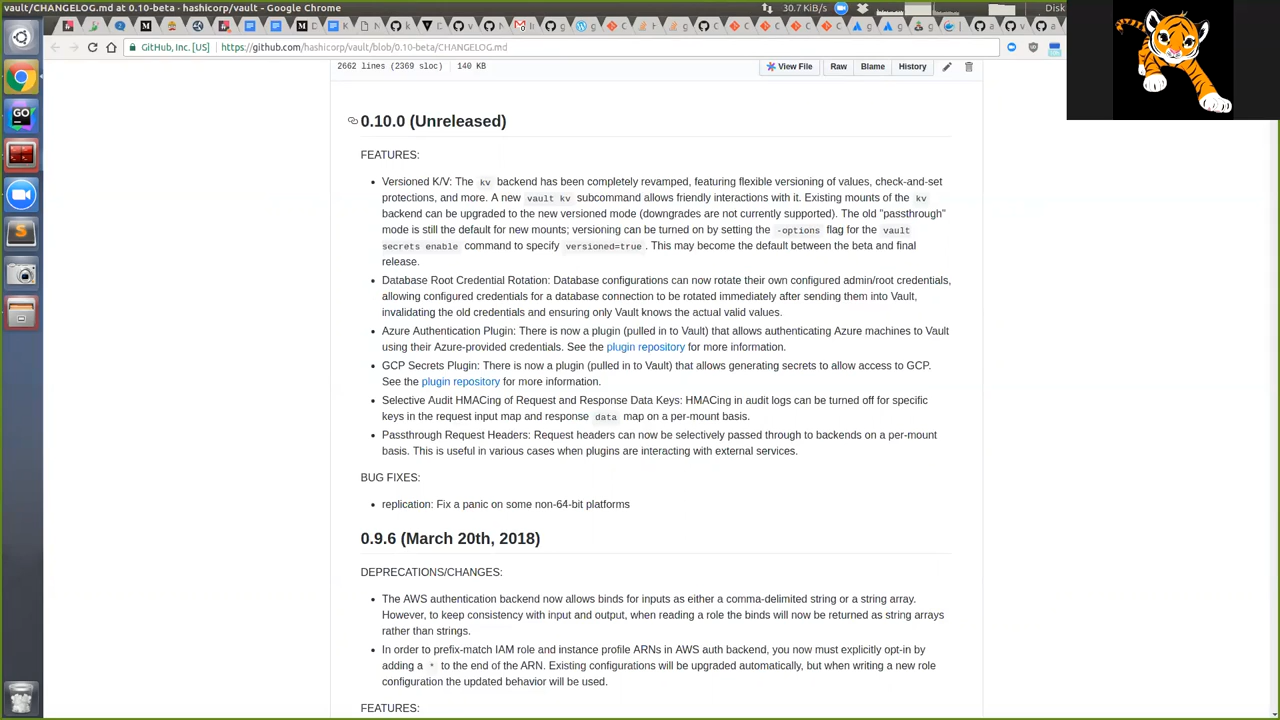 vault/CHANGELOG.md at 0.10-beta · hashicorp/vault - Google Chrome
30.7 KiB/s
Disk
GitHub, Inc. [US]
https://github.com/hashicorp/vault/blob/0.10-beta/CHANGELOG.md
2662 lines (2369 sloc) 140 KB
View File
Raw
Blame
History
0.10.0 (Unreleased)
FEATURES:
Versioned K/V: The kv backend has been completely revamped, featuring flexible versioning of values, check-and-set
protections, and more. A new vault kv subcommand allows friendly interactions with it. Existing mounts of the kv
backend can be upgraded to the new versioned mode (downgrades are not currently supported). The old "passthrough"
mode is still the default for new mounts; versioning can be turned on by setting the -options flag for the vault
secrets enable command to specify versioned=true . This may become the default between the beta and final
release.
Database Root Credential Rotation: Database configurations can now rotate their own configured admin/root credentials,
allowing configured credentials for a database connection to be rotated immediately after sending them into Vault,
invalidating the old credentials and ensuring only Vault knows the actual valid values.
Azure Authentication Plugin: There is now a plugin (pulled in to Vault) that allows authenticating Azure machines to Vault
using their Azure-provided credentials. See the plugin repository for more information.
GCP Secrets Plugin: There is now a plugin (pulled in to Vault) that allows generating secrets to allow access to GCP.
See the plugin repository for more information.
Selective Audit HMACing of Request and Response Data Keys: HMACing in audit logs can be turned off for specific
keys in the request input map and response data map on a per-mount basis.
Passthrough Request Headers: Request headers can now be selectively passed through to backends on a per-mount
basis. This is useful in various cases when plugins are interacting with external services.
BUG FIXES:
replication: Fix a panic on some non-64-bit platforms
0.9.6 (March 20th, 2018)
DEPRECATIONS/CHANGES:
The AWS authentication backend now allows binds for inputs as either a comma-delimited string or a string array.
However, to keep consistency with input and output, when reading a role the binds will now be returned as string arrays
rather than strings.
In order to prefix-match IAM role and instance profile ARNs in AWS auth backend, you now must explicitly opt-in by
adding a * to the end of the ARN. Existing configurations will be upgraded automatically, but when writing a new role
configuration the updated behavior will be used.
FEATURES: